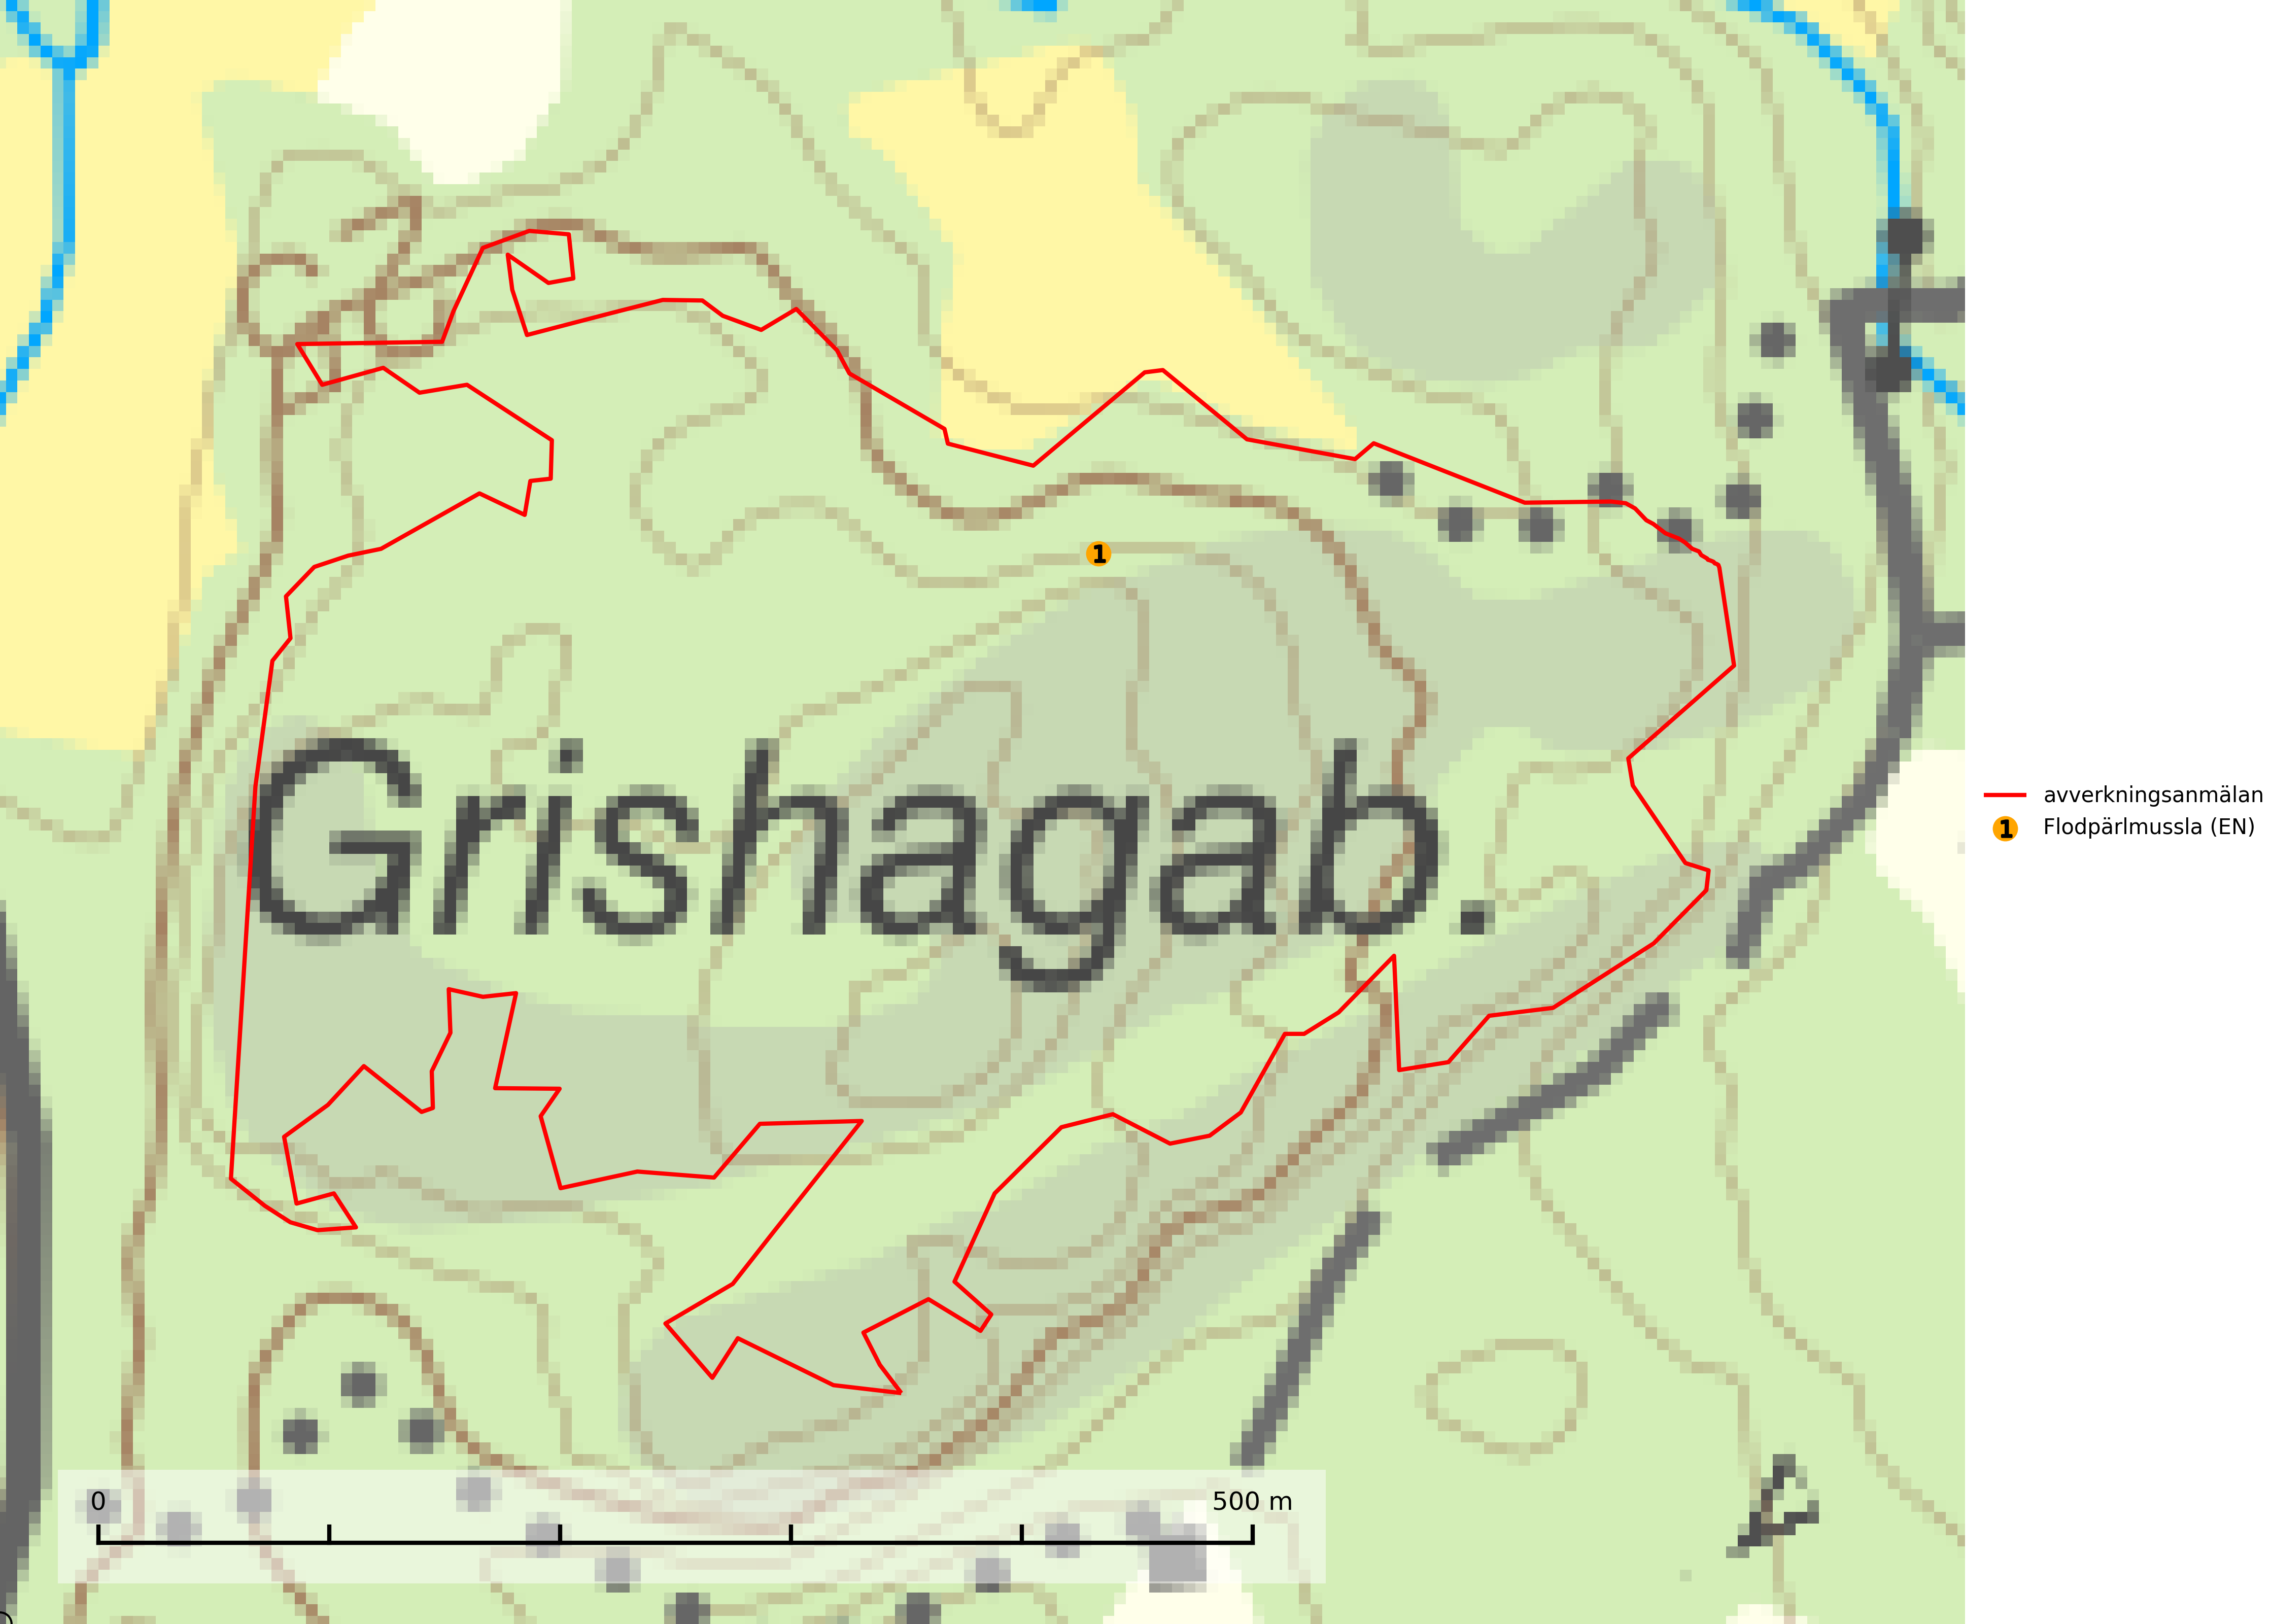 1
Grishagab.
avverkningsanmälan
1 Flodpärlmussla (EN)
0 500 m